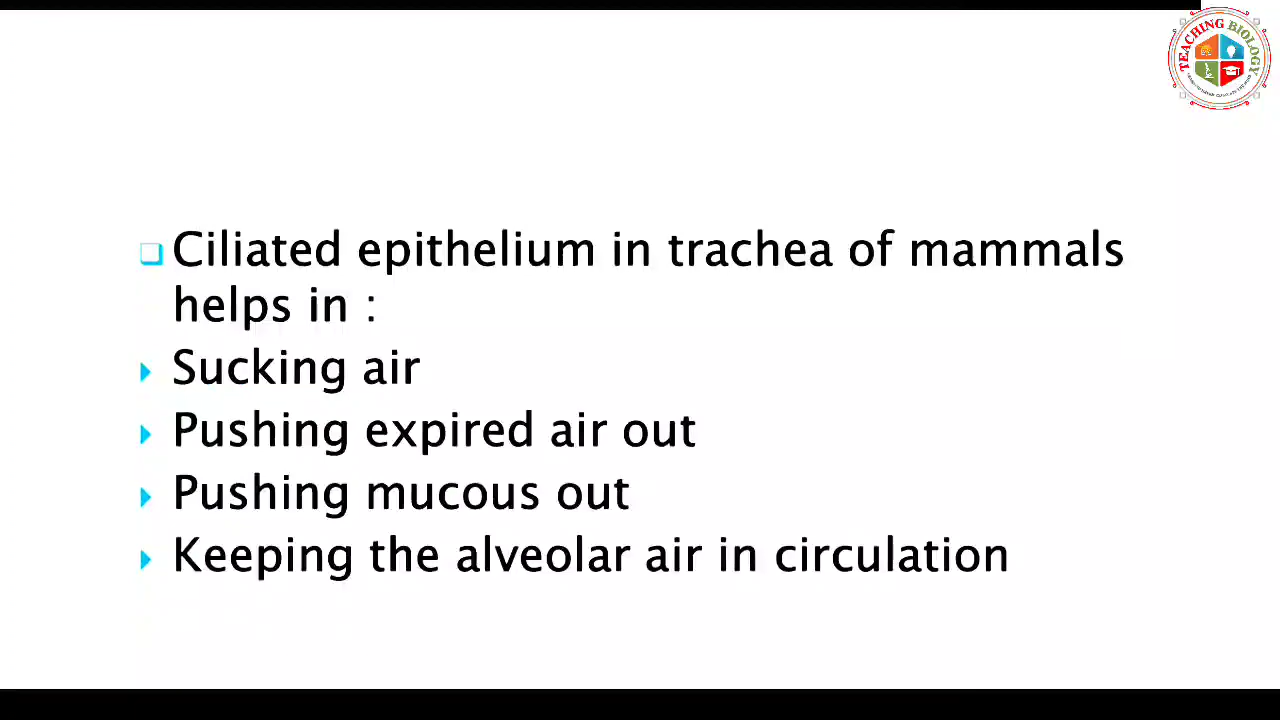 TEACHING BIOLOGY
Ciliated epithelium in trachea of mammals
helps in :
Sucking air
Pushing expired air out
Pushing mucous out
Keeping the alveolar air in circulation